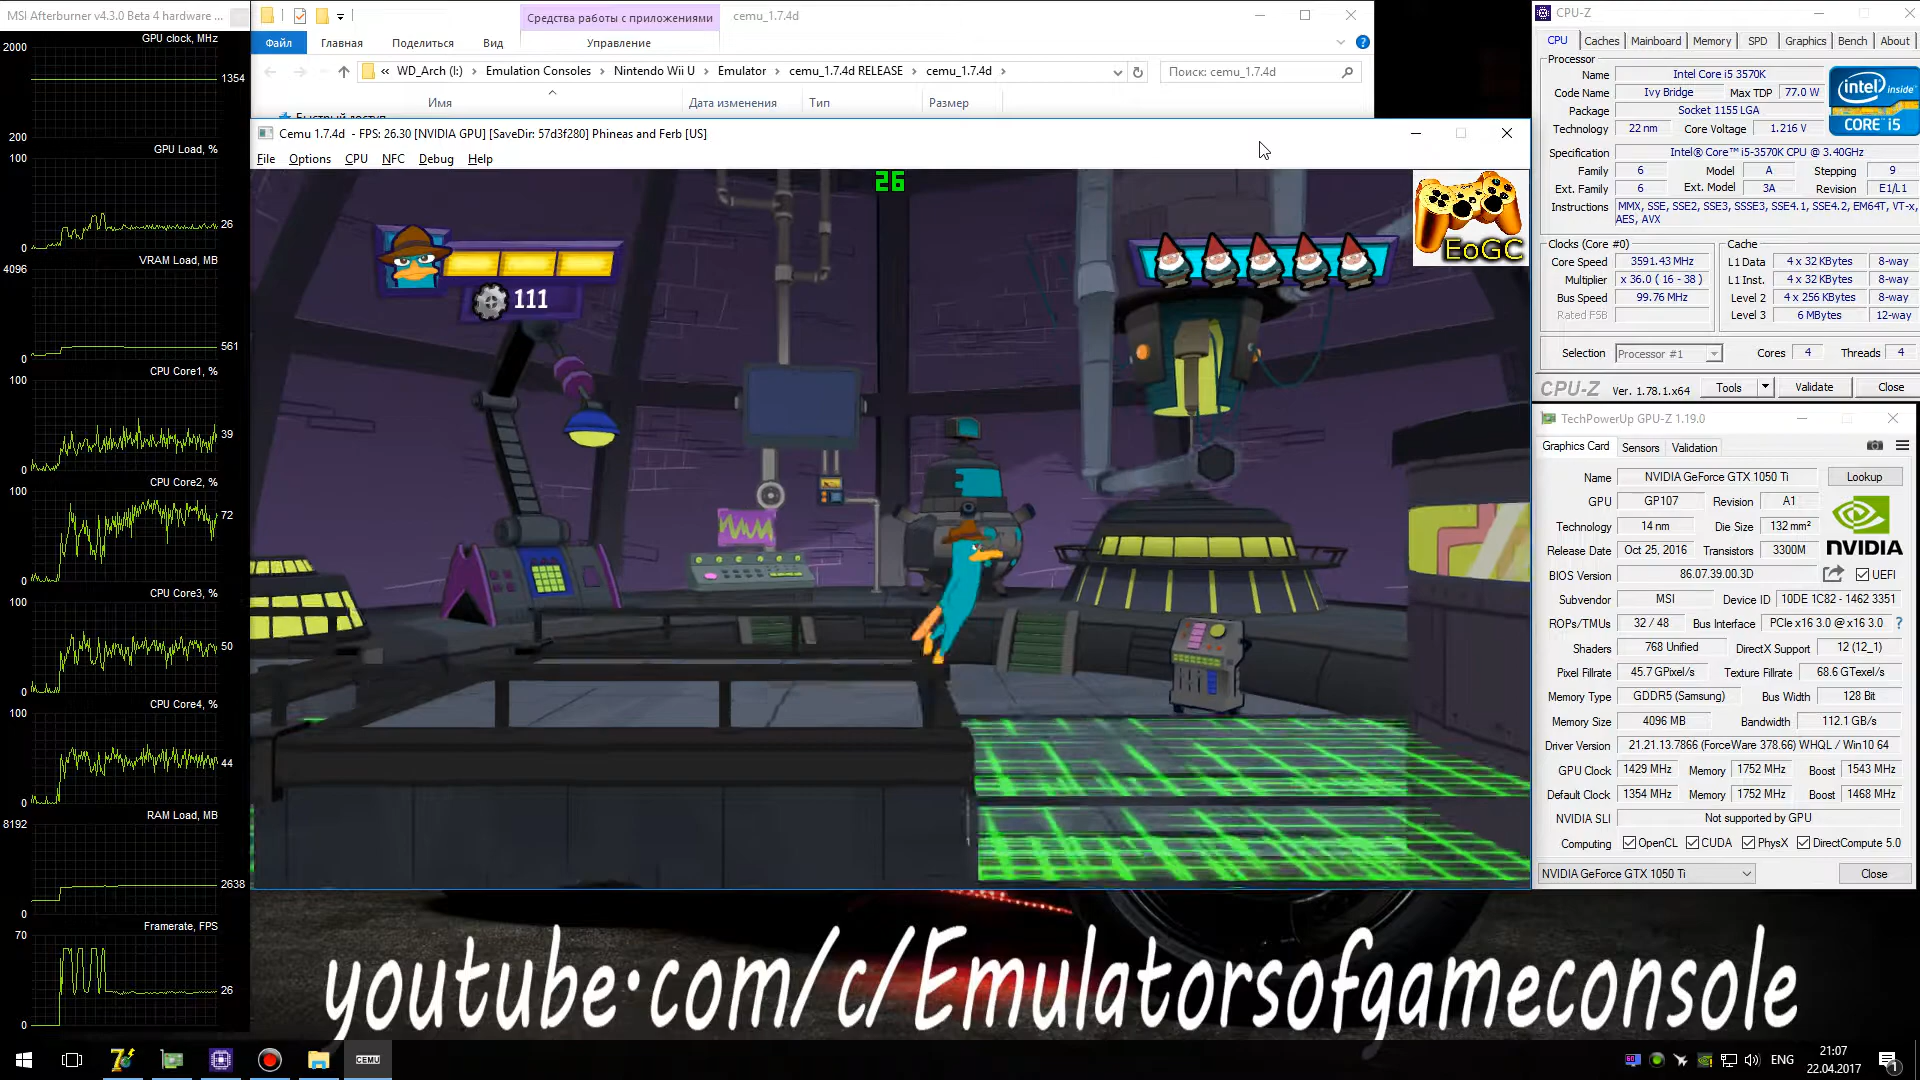 MSI Afterburner v4.3.0 Beta 4 hardware ...
GPU clock, MHz
2000
1354
200
GPU Load, %
100
26
0
VRAM Load, MB
4096
561
0
CPU Core1, %
100
39
0
CPU Core2, %
100
72
0
CPU Core3, %
100
50
0
CPU Core4, %
100
44
0
RAM Load, MB
8192
2638
0
Framerate, FPS
70
26
0
Средства работы с приложениями
cemu_1.7.4d
Файл
Главная
Поделиться
Вид
Управление
« WD_Arch (I:) › Emulation Consoles › Nintendo Wii U › Emulator › cemu_1.7.4d RELEASE › cemu_1.7.4d ›
Поиск: cemu_1.7.4d
Имя
Дата изменения
Тип
Размер
Cemu 1.7.4d - FPS: 26.30 [NVIDIA GPU] [SaveDir: 57d3f280] Phineas and Ferb [US]
File Options CPU NFC Debug Help
26
111
EoGC
youtube.com/c/Emulatorsofgameconsole
CPU-Z
CPU Caches Mainboard Memory SPD Graphics Bench About
Processor
Name Intel Core i5 3570K
Code Name Ivy Bridge Max TDP 77.0 W
Package Socket 1155 LGA
Technology 22 nm Core Voltage 1.216 V
intel inside™
CORE i5
Specification Intel® Core™ i5-3570K CPU @ 3.40GHz
Family 6 Model A Stepping 9
Ext. Family 6 Ext. Model 3A Revision E1/L1
Instructions MMX, SSE, SSE2, SSE3, SSSE3, SSE4.1, SSE4.2, EM64T, VT-x,
AES, AVX
Clocks (Core #0)
Core Speed 3591.43 MHz
Multiplier x 36.0 ( 16 - 38 )
Bus Speed 99.76 MHz
Rated FSB
Cache
L1 Data 4 x 32 KBytes 8-way
L1 Inst. 4 x 32 KBytes 8-way
Level 2 4 x 256 KBytes 8-way
Level 3 6 MBytes 12-way
Selection Processor #1 Cores 4 Threads 4
CPU-Z Ver. 1.78.1.x64 Tools Validate Close
TechPowerUp GPU-Z 1.19.0
Graphics Card Sensors Validation
Name NVIDIA GeForce GTX 1050 Ti Lookup
GPU GP107 Revision A1
Technology 14 nm Die Size 132 mm²
Release Date Oct 25, 2016 Transistors 3300M
NVIDIA
BIOS Version 86.07.39.00.3D UEFI
Subvendor MSI Device ID 10DE 1C82 - 1462 3351
ROPs/TMUs 32 / 48 Bus Interface PCIe x16 3.0 @ x16 3.0 ?
Shaders 768 Unified DirectX Support 12 (12_1)
Pixel Fillrate 45.7 GPixel/s Texture Fillrate 68.6 GTexel/s
Memory Type GDDR5 (Samsung) Bus Width 128 Bit
Memory Size 4096 MB Bandwidth 112.1 GB/s
Driver Version 21.21.13.7866 (ForceWare 378.66) WHQL / Win10 64
GPU Clock 1429 MHz Memory 1752 MHz Boost 1543 MHz
Default Clock 1354 MHz Memory 1752 MHz Boost 1468 MHz
NVIDIA SLI Not supported by GPU
Computing OpenCL CUDA PhysX DirectCompute 5.0
NVIDIA GeForce GTX 1050 Ti Close
CEMU
60
ENG
21:07
22.04.2017
1